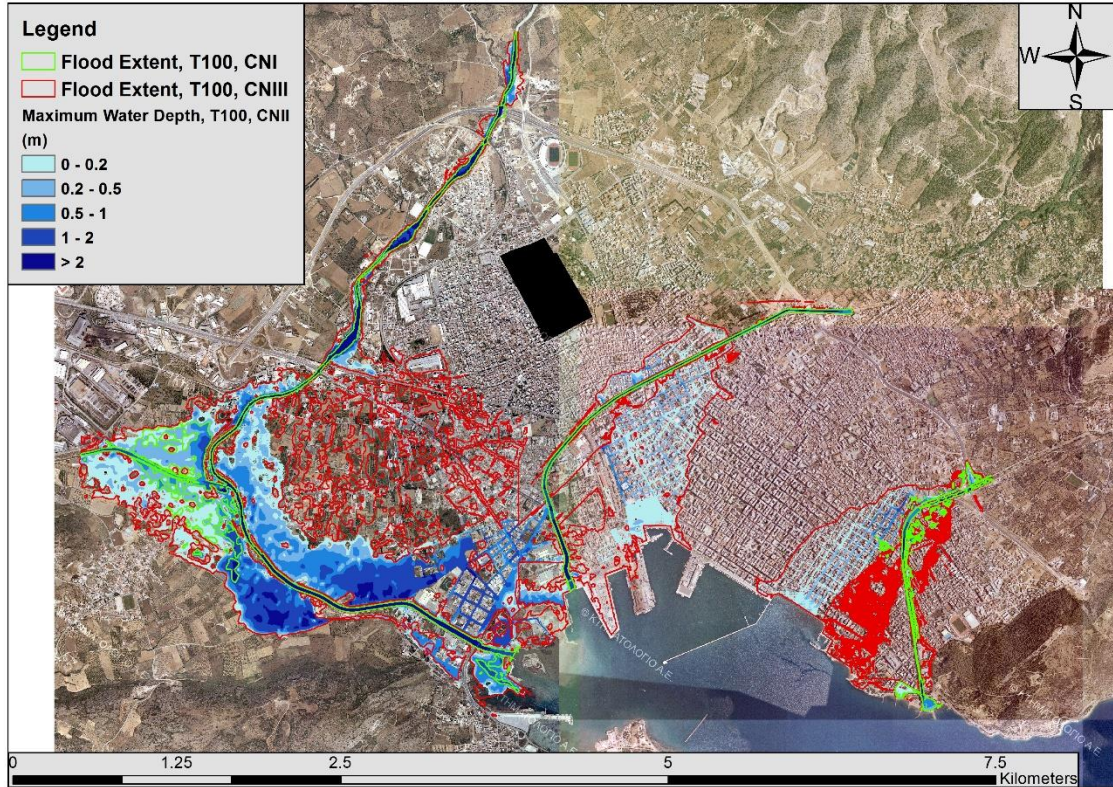 Legend
Flood Extent, T100, CNI
Flood Extent, T100, CNIII
Maximum Water Depth, T100, CNII
(m)
0 - 0.2
0.2 - 0.5
0.5 - 1
1 - 2
> 2
N
W
E
S
0 1.25 2.5 5 7.5
Kilometers